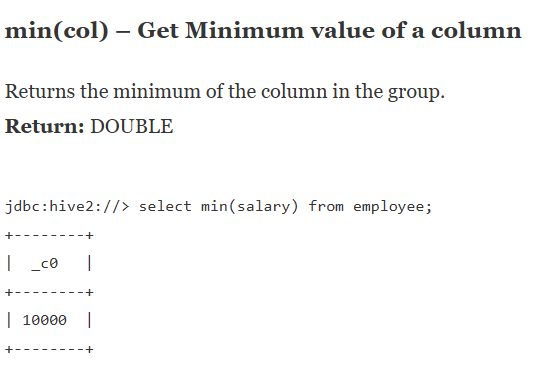 min(col) – Get Minimum value of a column
Returns the minimum of the column in the group.
Return: DOUBLE
jdbc:hive2://> select min(salary) from employee;
+--------+
|  _c0   |
+--------+
| 10000  |
+--------+